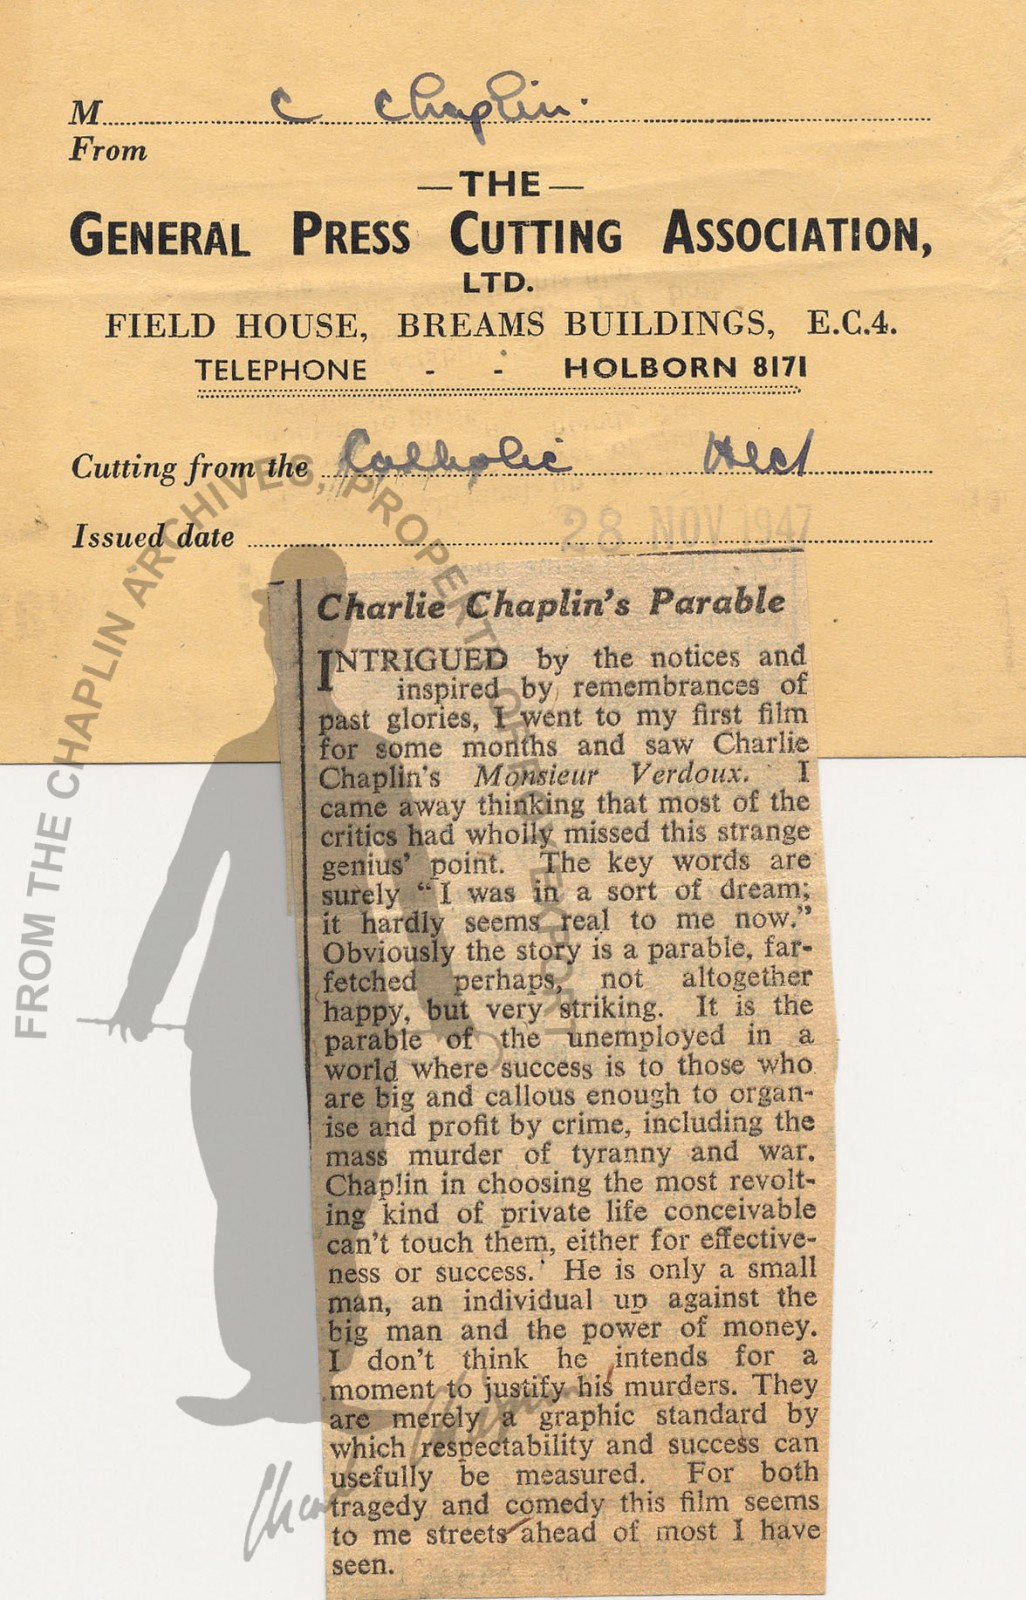 M C Chaplin.
From
—THE—
GENERAL PRESS CUTTING ASSOCIATION,
LTD.
FIELD HOUSE, BREAMS BUILDINGS, E.C.4.
TELEPHONE - - HOLBORN 8171
Cutting from the Catholic Herd
Issued date 28 NOV 1947
Charlie Chaplin's Parable
INTRIGUED by the notices and
inspired by remembrances of
past glories, I went to my first film
for some months and saw Charlie
Chaplin's Monsieur Verdoux. I
came away thinking that most of the
critics had wholly missed this strange
genius' point. The key words are
surely “I was in a sort of dream;
it hardly seems real to me now.”
Obviously the story is a parable, far-
fetched perhaps, not altogether
happy, but very striking. It is the
parable of the unemployed in a
world where success is to those who
are big and callous enough to organ-
ise and profit by crime, including the
mass murder of tyranny and war.
Chaplin in choosing the most revolt-
ing kind of private life conceivable
can't touch them, either for effective-
ness or success. He is only a small
man, an individual up against the
big man and the power of money.
I don't think he intends for a
moment to justify his murders. They
are merely a graphic standard by
which respectability and success can
usefully be measured. For both
tragedy and comedy this film seems
to me streets ahead of most I have
seen.
FROM THE CHAPLIN ARCHIVES, PROPERTY OF ROY EXPORT